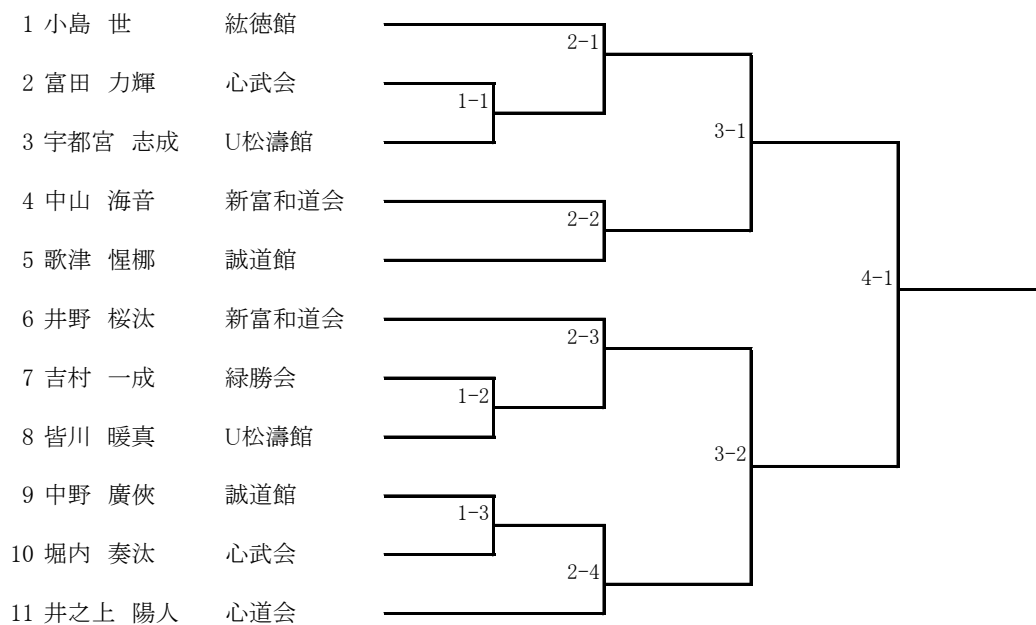 1 小島 世 紘徳館
2-1
2 富田 力輝 心武会
1-1
3 宇都宮 志成 U松濤館
3-1
4 中山 海音 新富和道会
2-2
5 歌津 惺梛 誠道館
4-1
6 井野 桜汰 新富和道会
2-3
7 吉村 一成 緑勝会
1-2
8 皆川 暖真 U松濤館
3-2
9 中野 廣俠 誠道館
1-3
10 堀内 奏汰 心武会
2-4
11 井之上 陽人 心道会